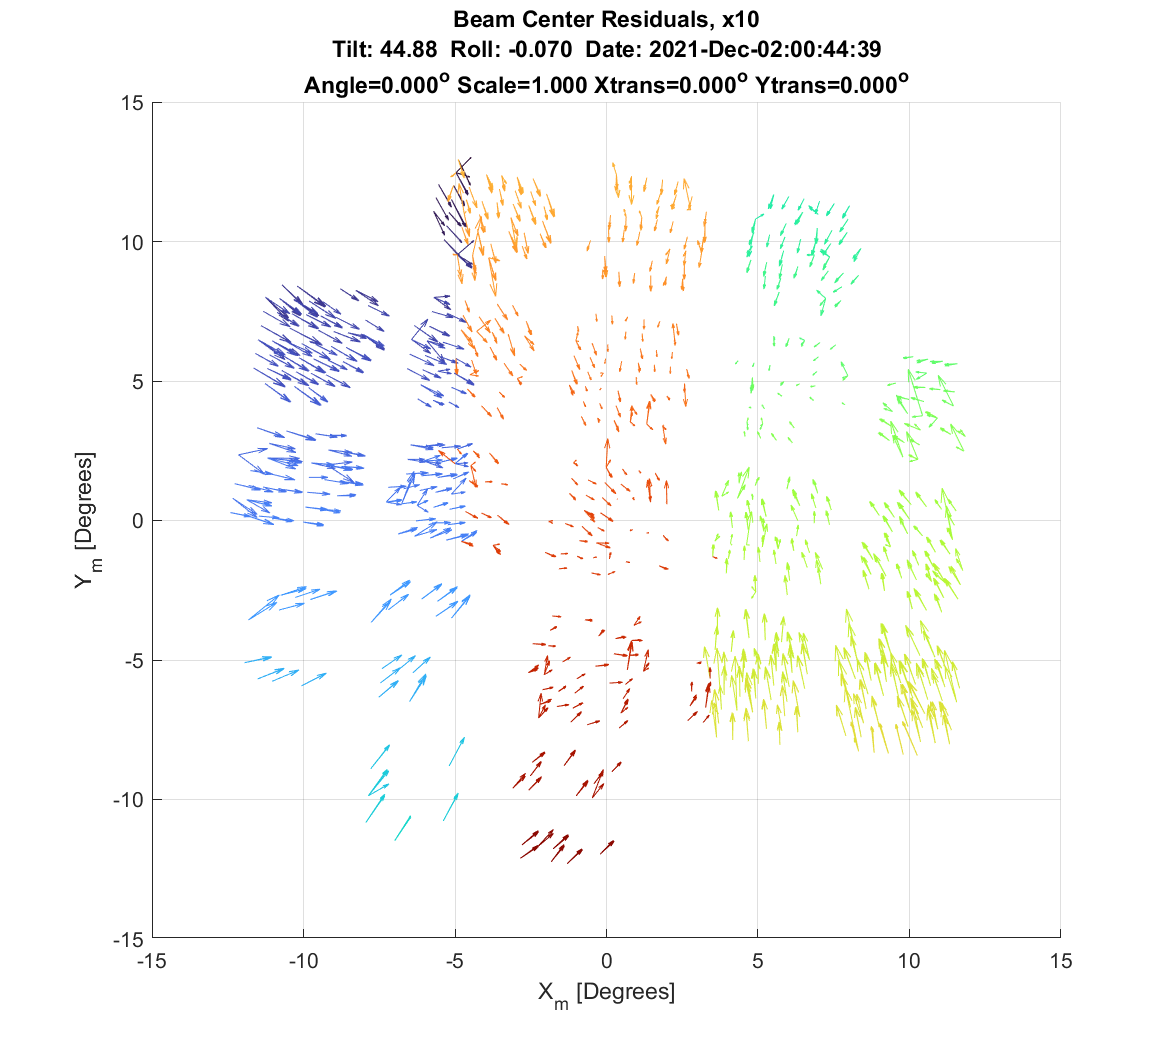 Beam Center Residuals, x10
Tilt: 44.88 Roll: -0.070 Date: 2021-Dec-02:00:44:39
Angle=0.000° Scale=1.000 Xtrans=0.000° Ytrans=0.000°
15
10
5
0
-5
-10
-15
Y_m [Degrees]
-15 -10 -5 0 5 10 15
X_m [Degrees]